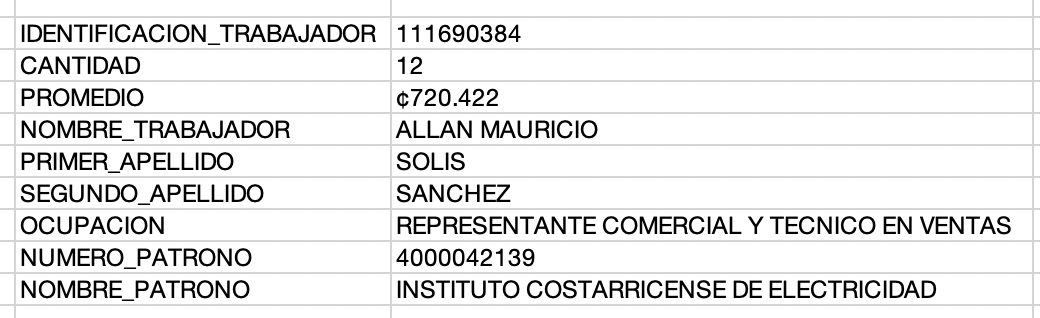 IDENTIFICACION_TRABAJADOR 111690384
CANTIDAD 12
PROMEDIO ¢720.422
NOMBRE_TRABAJADOR ALLAN MAURICIO
PRIMER_APELLIDO SOLIS
SEGUNDO_APELLIDO SANCHEZ
OCUPACION REPRESENTANTE COMERCIAL Y TECNICO EN VENTAS
NUMERO_PATRONO 4000042139
NOMBRE_PATRONO INSTITUTO COSTARRICENSE DE ELECTRICIDAD